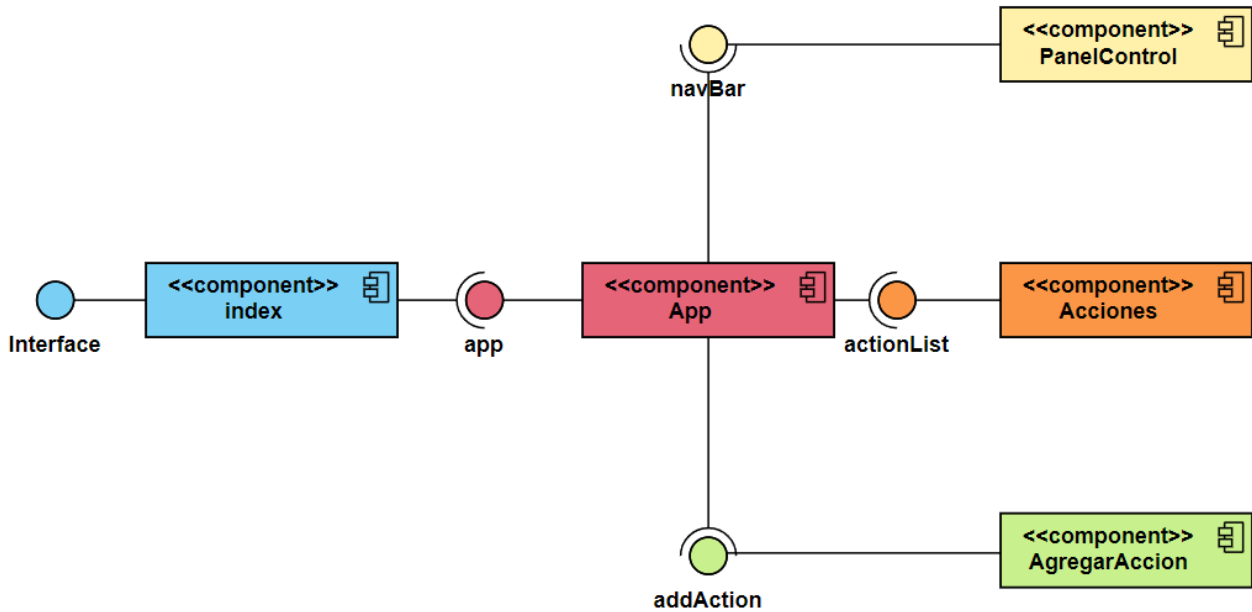 <<component>>
PanelControl
navBar
<<component>>
index
<<component>>
App
<<component>>
Acciones
Interface
app
actionList
<<component>>
AgregarAccion
addAction